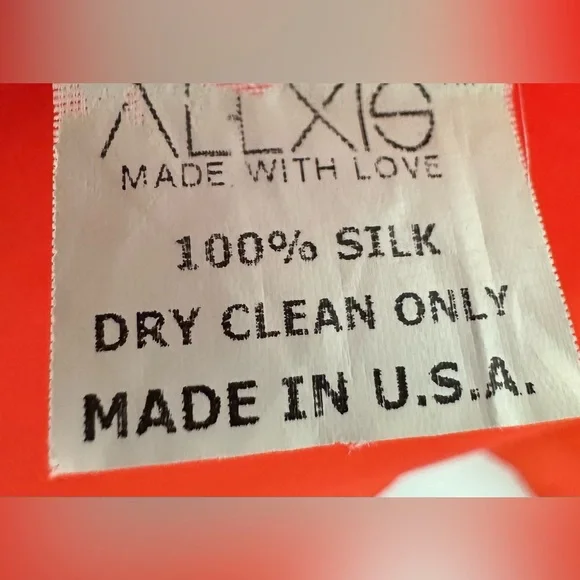 ALEXIS
MADE WITH LOVE
100% SILK
DRY CLEAN ONLY
MADE IN U.S.A.